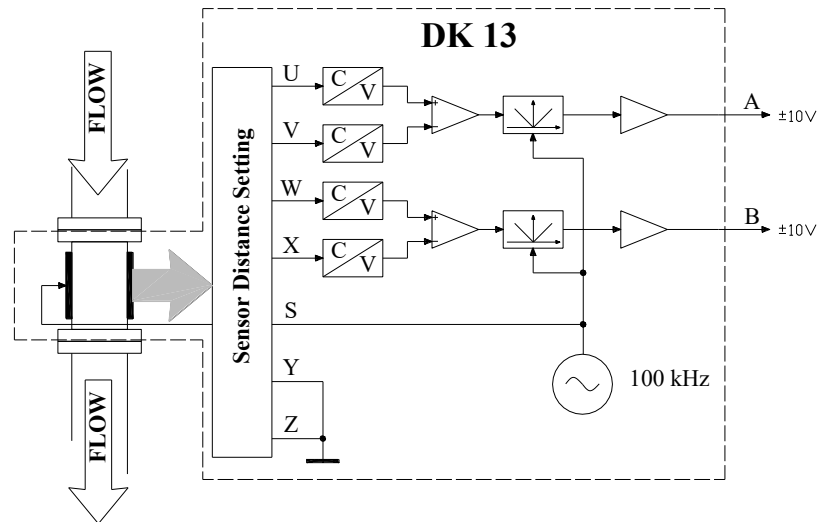 DK 13
FLOW
Sensor Distance Setting
U
C
V
+
−
A
±10V
V
C
V
W
C
V
+
−
B
±10V
X
C
V
S
Y
100 kHz
Z
FLOW